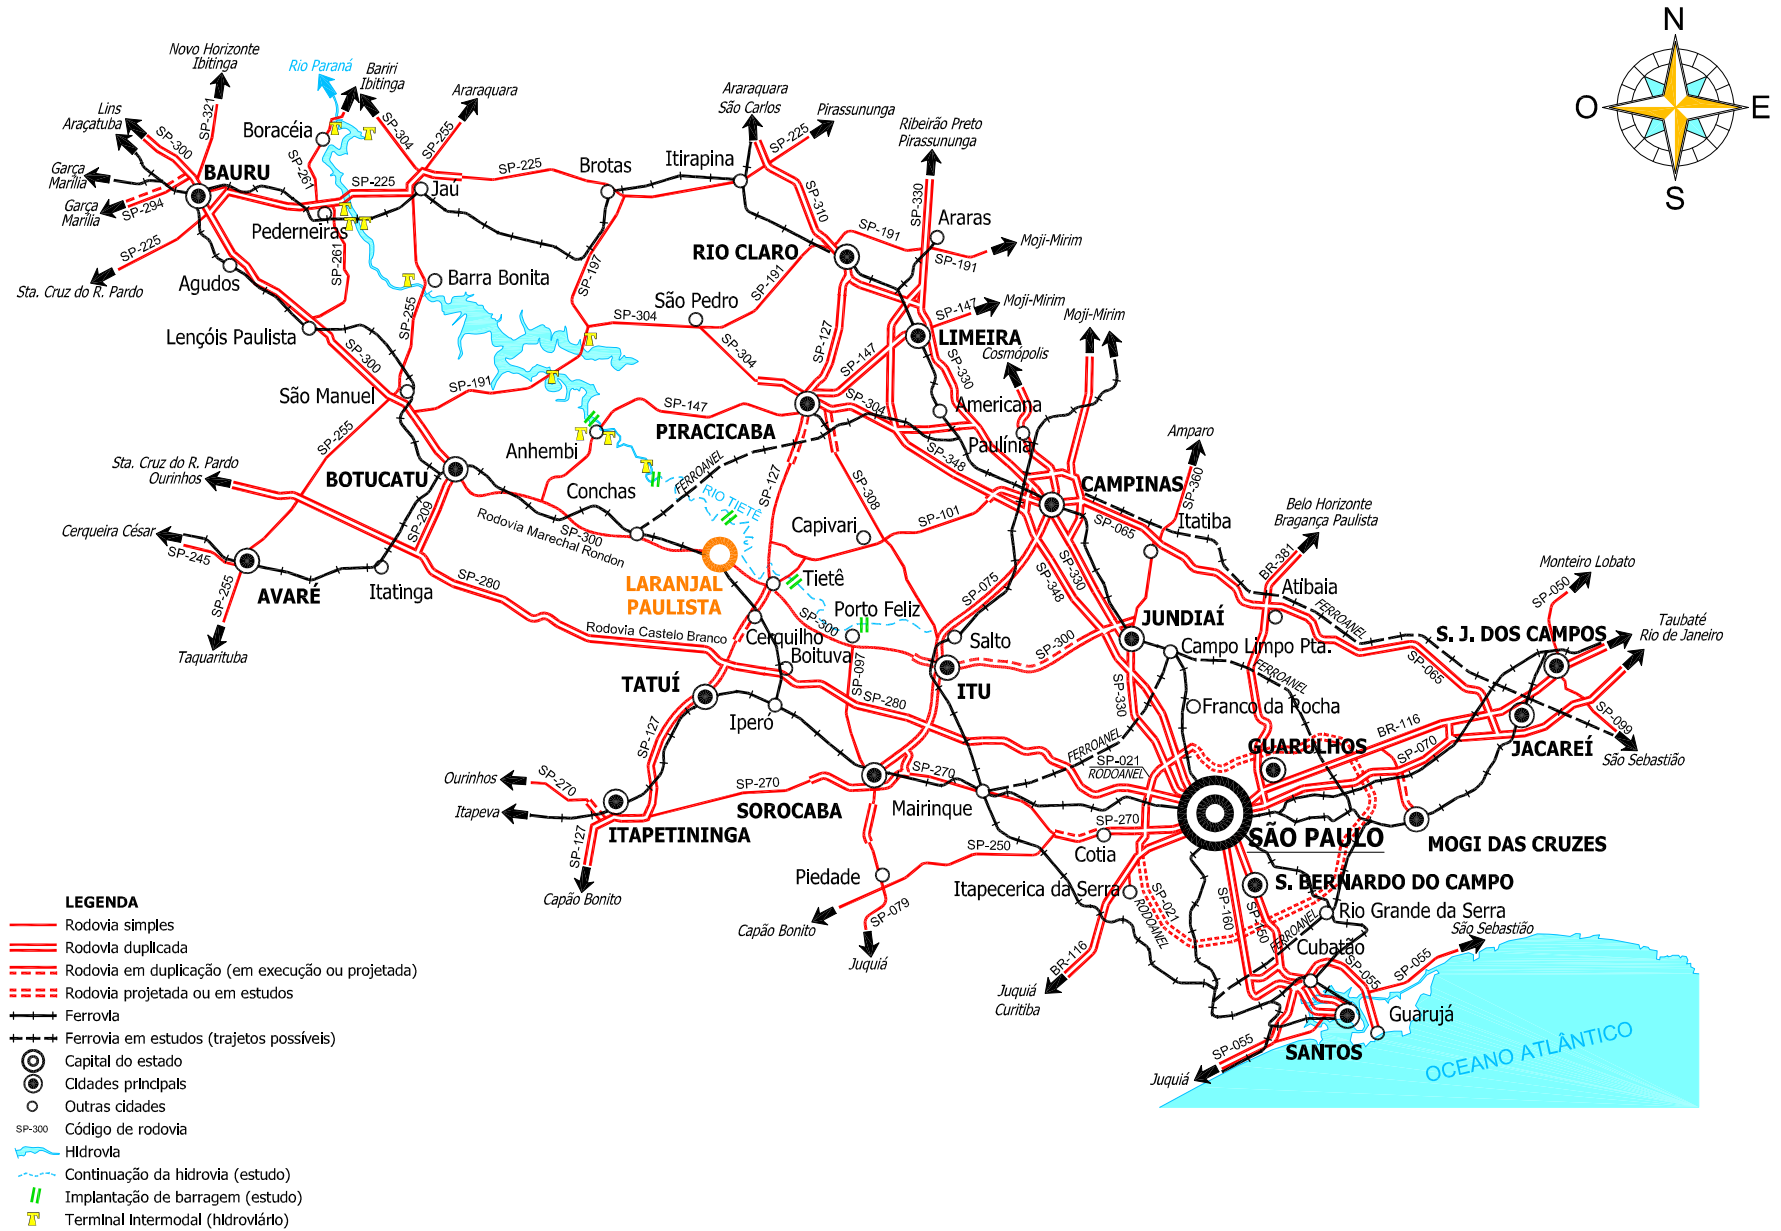 N
O
E
S
Novo Horizonte
Ibitinga
Rio Paraná
Bariri
Ibitinga
Araraquara
Araraquara
São Carlos
Pirassununga
Ribeirão Preto
Pirassununga
Lins
Araçatuba
SP-300
SP-321
Boracéia
SP-304
SP-255
SP-225
Garça
Marília
BAURU
SP-261
SP-225
Jaú
SP-225
Brotas
Itirapina
SP-330
Garça
Marília
SP-294
Pederneiras
SP-310
Araras
SP-191
Moji-Mirim
SP-225
SP-261
RIO CLARO
SP-191
Sta. Cruz do R. Pardo
Agudos
Barra Bonita
SP-197
São Pedro
SP-191
SP-147
Moji-Mirim
Moji-Mirim
Lençóis Paulista
SP-255
SP-304
SP-127
LIMEIRA
Cosmópolis
SP-300
SP-304
SP-147
SP-330
São Manuel
SP-191
SP-147
SP-304
Americana
SP-255
PIRACICABA
Paulínia
Amparo
Anhembi
SP-348
Sta. Cruz do R. Pardo
Ourinhos
BOTUCATU
FERROANEL
SP-127
SP-308
CAMPINAS
SP-360
Conchas
RIO TIETÊ
SP-101
SP-065
Itatiba
Belo Horizonte
Bragança Paulista
Cerqueira César
SP-209
Rodovia Marechal Rondon
SP-300
Capivari
SP-245
SP-255
AVARÉ
Itatinga
SP-280
LARANJAL
PAULISTA
Tietê
SP-075
SP-348
SP-330
BR-381
Atibaia
Monteiro Lobato
SP-050
Porto Feliz
SP-300
FERROANEL
Taubaté
Rio de Janeiro
Rodovia Castelo Branco
Cerquilho
Salto
SP-300
JUNDIAÍ
S. J. DOS CAMPOS
Taquarituba
Boituva
SP-097
Campo Limpo Pta.
FERROANEL
SP-065
TATUÍ
SP-280
ITU
SP-330
Iperó
Franco da Rocha
SP-127
BR-116
SP-099
FERROANEL
SP-021
RODOANEL
GUARULHOS
SP-070
JACAREÍ
São Sebastião
Ourinhos
SP-270
SP-270
SP-270
Itapeva
SOROCABA
Mairinque
ITAPETININGA
SP-127
SP-270
SÃO PAULO
MOGI DAS CRUZES
SP-250
Cotia
Piedade
Itapecerica da Serra
S. BERNARDO DO CAMPO
Capão Bonito
SP-021
RODOANEL
SP-160
SP-150
FERROANEL
Rio Grande da Serra
São Sebastião
Capão Bonito
SP-079
Juquiá
BR-116
Cubatão
SP-055
SP-055
Juquiá
Curitiba
Guarujá
SP-055
SANTOS
OCEANO ATLÂNTICO
Juquiá
LEGENDA
Rodovia simples
Rodovia duplicada
Rodovia em duplicação (em execução ou projetada)
Rodovia projetada ou em estudos
Ferrovia
Ferrovia em estudos (trajetos possíveis)
Capital do estado
Cidades principais
Outras cidades
SP-300 Código de rodovia
Hidrovia
Continuação da hidrovia (estudo)
Implantação de barragem (estudo)
T Terminal intermodal (hidroviário)